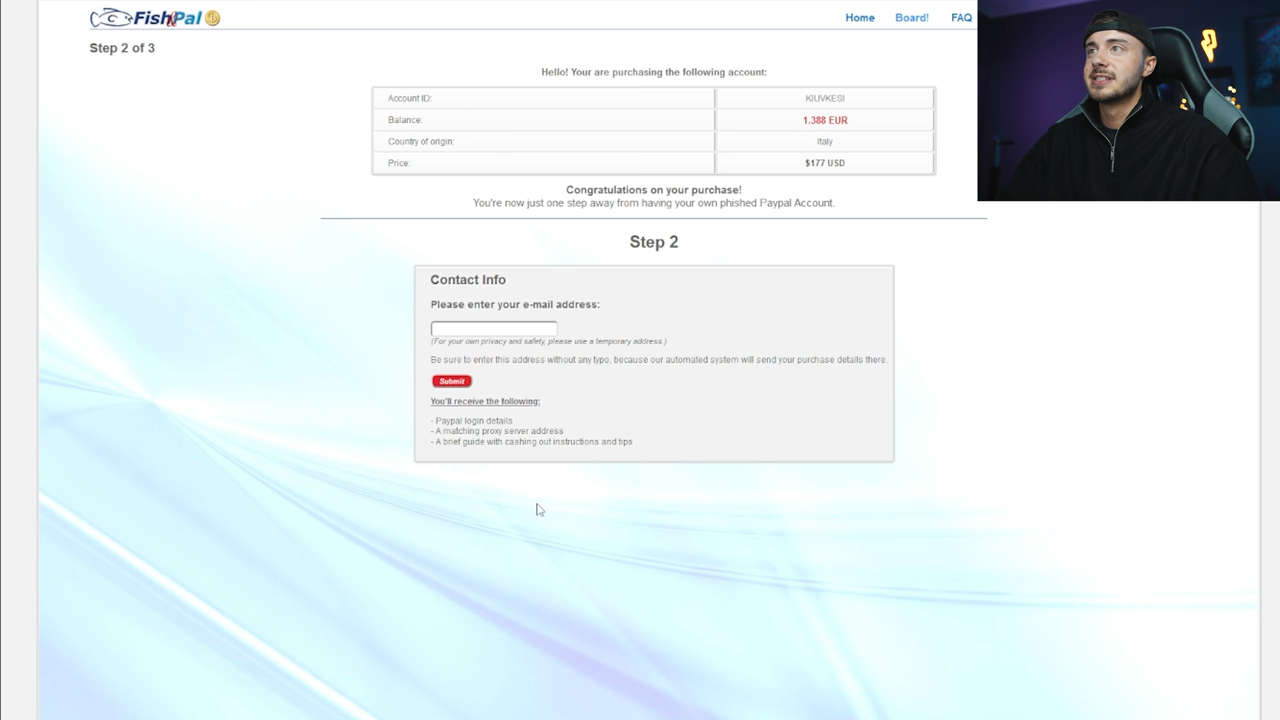 FishPal
Home Board! FAQ
Step 2 of 3
Hello! Your are purchasing the following account:
Account ID: KIUVKESI
Balance: 1.388 EUR
Country of origin: Italy
Price: $177 USD
Congratulations on your purchase!
You're now just one step away from having your own phished Paypal Account.
Step 2
Contact Info
Please enter your e-mail address:
(For your own privacy and safety, please use a temporary address.)
Be sure to enter this address without any typo, because our automated system will send your purchase details there.
Submit
You'll receive the following:
- Paypal login details
- A matching proxy server address
- A brief guide with cashing out instructions and tips